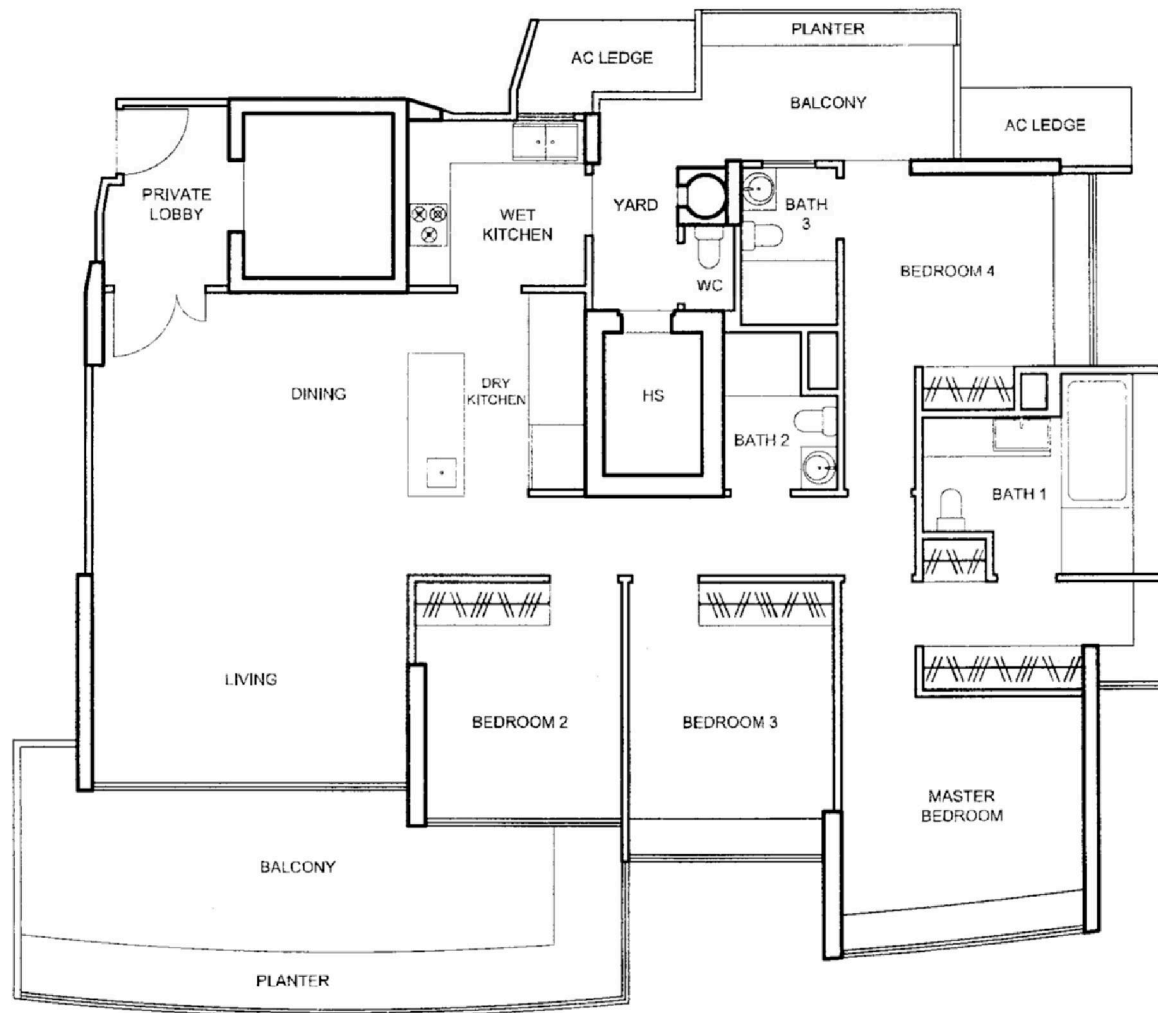 PLANTER
AC LEDGE
BALCONY
AC LEDGE
PRIVATE
LOBBY
WET
KITCHEN
YARD
BATH
3
BEDROOM 4
WC
DINING
DRY
KITCHEN
HS
BATH 2
BATH 1
LIVING
BEDROOM 2
BEDROOM 3
MASTER
BEDROOM
BALCONY
PLANTER